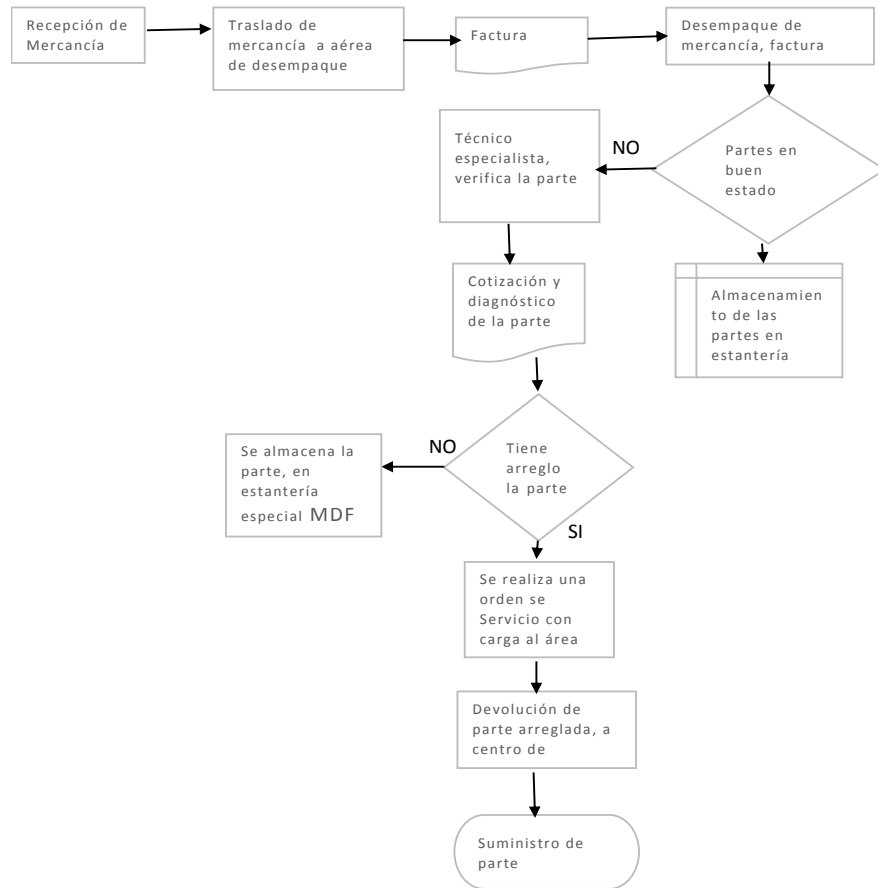 Recepción de
Mercancía
Traslado de
mercancía a aérea
de desempaque
Factura
Desempaque de
mercancía, factura
Técnico
especialista,
verifica la parte
NO
Partes en
buen
estado
Cotización y
diagnóstico
de la parte
Almacenamien
to de las
partes en
estantería
Se almacena la
parte, en
estantería
especial MDF
NO
Tiene
arreglo
la parte
SI
Se realiza una
orden se
Servicio con
carga al área
Devolución de
parte arreglada, a
centro de
Suministro de
parte